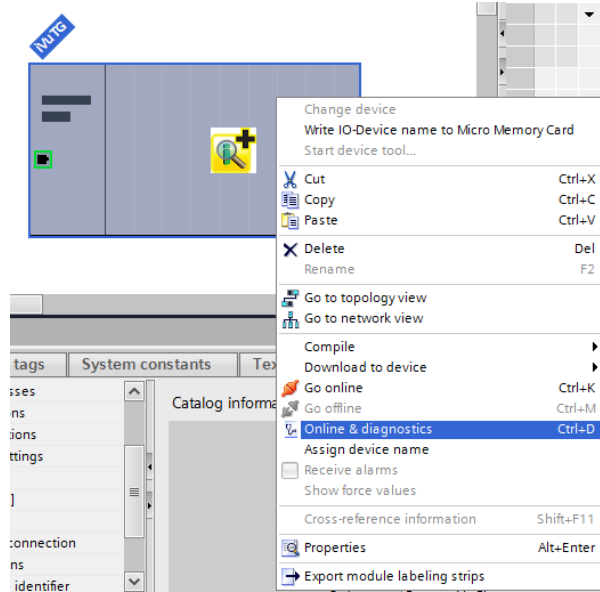 iVu TG
Change device
Write IO-Device name to Micro Memory Card
Start device tool...
Cut Ctrl+X
Copy Ctrl+C
Paste Ctrl+V
Delete Del
Rename F2
Go to topology view
Go to network view
Compile
Download to device
Go online Ctrl+K
Go offline Ctrl+M
Online & diagnostics Ctrl+D
Assign device name
Receive alarms
Show force values
Cross-reference information Shift+F11
Properties Alt+Enter
Export module labeling strips
tags System constants Tex
sses
ns
tions
ttings
]
connection
ns
identifier
Catalog informa